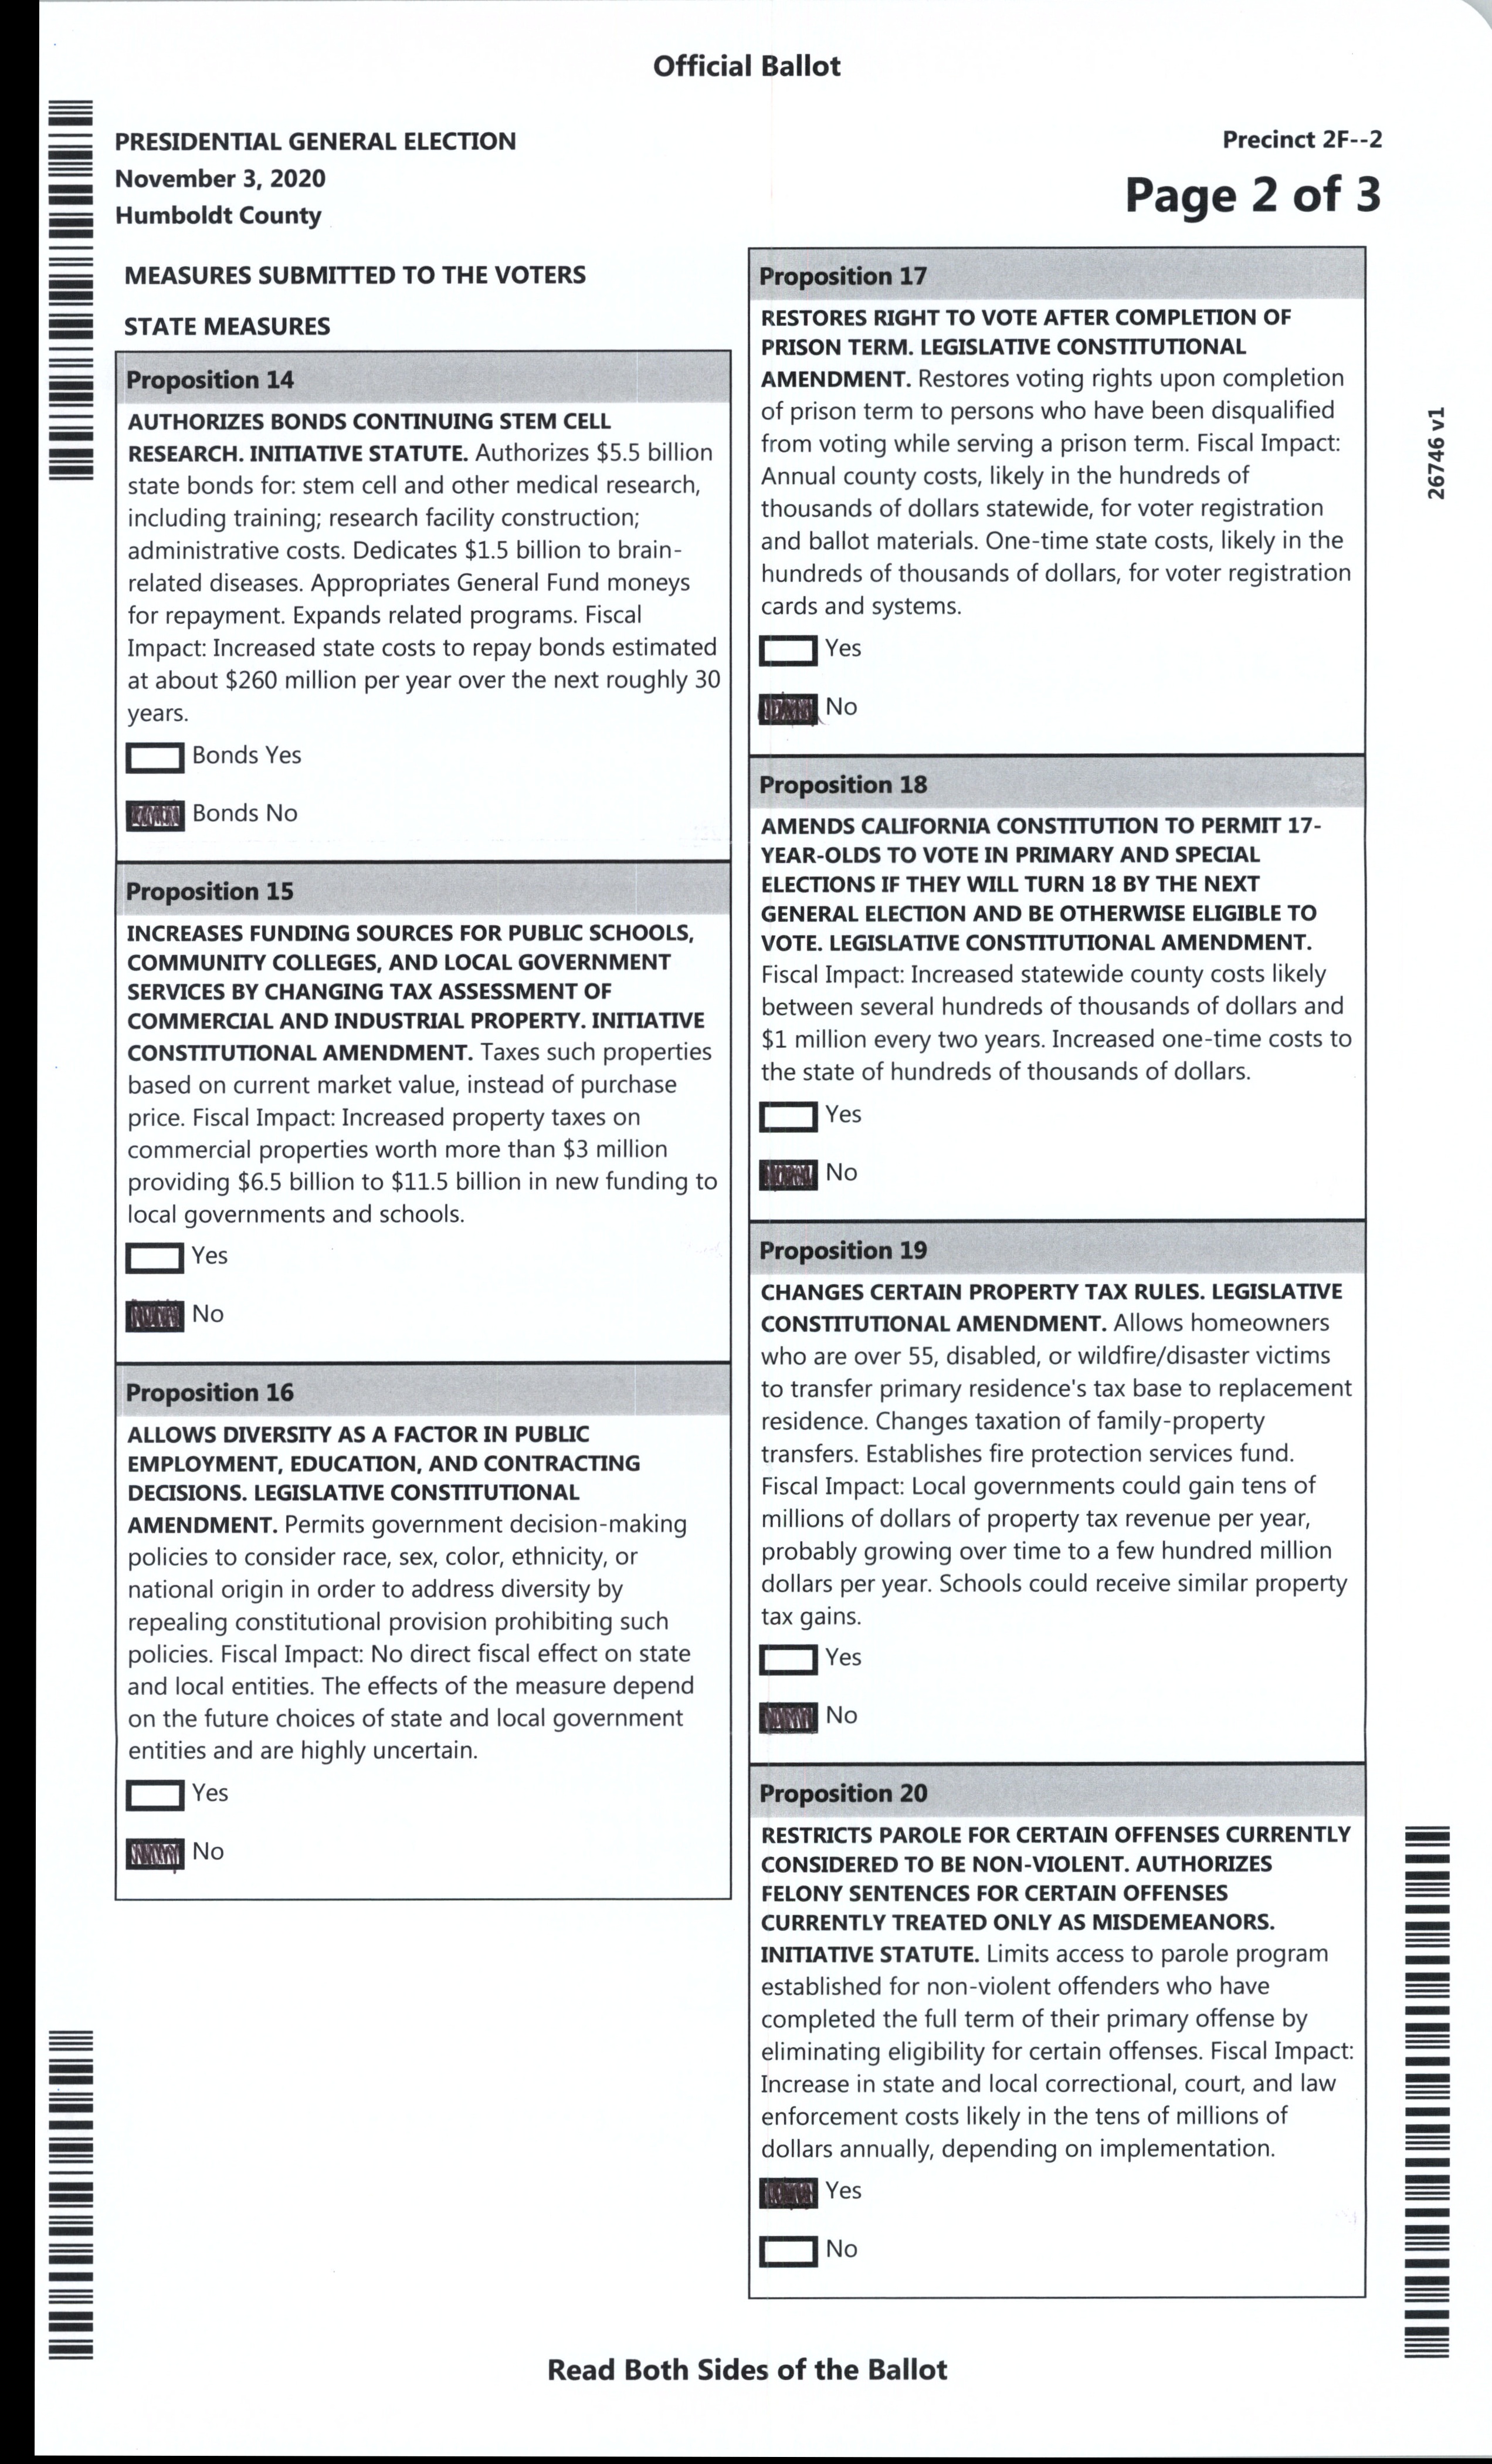 Official Ballot
PRESIDENTIAL GENERAL ELECTION
November 3, 2020
Humboldt County
Precinct 2F--2
Page 2 of 3
MEASURES SUBMITTED TO THE VOTERS
STATE MEASURES
Proposition 14
AUTHORIZES BONDS CONTINUING STEM CELL
RESEARCH. INITIATIVE STATUTE. Authorizes $5.5 billion
state bonds for: stem cell and other medical research,
including training; research facility construction;
administrative costs. Dedicates $1.5 billion to brain-
related diseases. Appropriates General Fund moneys
for repayment. Expands related programs. Fiscal
Impact: Increased state costs to repay bonds estimated
at about $260 million per year over the next roughly 30
years.
Bonds Yes
Bonds No
Proposition 15
INCREASES FUNDING SOURCES FOR PUBLIC SCHOOLS,
COMMUNITY COLLEGES, AND LOCAL GOVERNMENT
SERVICES BY CHANGING TAX ASSESSMENT OF
COMMERCIAL AND INDUSTRIAL PROPERTY. INITIATIVE
CONSTITUTIONAL AMENDMENT. Taxes such properties
based on current market value, instead of purchase
price. Fiscal Impact: Increased property taxes on
commercial properties worth more than $3 million
providing $6.5 billion to $11.5 billion in new funding to
local governments and schools.
Yes
No
Proposition 16
ALLOWS DIVERSITY AS A FACTOR IN PUBLIC
EMPLOYMENT, EDUCATION, AND CONTRACTING
DECISIONS. LEGISLATIVE CONSTITUTIONAL
AMENDMENT. Permits government decision-making
policies to consider race, sex, color, ethnicity, or
national origin in order to address diversity by
repealing constitutional provision prohibiting such
policies. Fiscal Impact: No direct fiscal effect on state
and local entities. The effects of the measure depend
on the future choices of state and local government
entities and are highly uncertain.
Yes
No
Proposition 17
RESTORES RIGHT TO VOTE AFTER COMPLETION OF
PRISON TERM. LEGISLATIVE CONSTITUTIONAL
AMENDMENT. Restores voting rights upon completion
of prison term to persons who have been disqualified
from voting while serving a prison term. Fiscal Impact:
Annual county costs, likely in the hundreds of
thousands of dollars statewide, for voter registration
and ballot materials. One-time state costs, likely in the
hundreds of thousands of dollars, for voter registration
cards and systems.
Yes
No
Proposition 18
AMENDS CALIFORNIA CONSTITUTION TO PERMIT 17-
YEAR-OLDS TO VOTE IN PRIMARY AND SPECIAL
ELECTIONS IF THEY WILL TURN 18 BY THE NEXT
GENERAL ELECTION AND BE OTHERWISE ELIGIBLE TO
VOTE. LEGISLATIVE CONSTITUTIONAL AMENDMENT.
Fiscal Impact: Increased statewide county costs likely
between several hundreds of thousands of dollars and
$1 million every two years. Increased one-time costs to
the state of hundreds of thousands of dollars.
Yes
No
Proposition 19
CHANGES CERTAIN PROPERTY TAX RULES. LEGISLATIVE
CONSTITUTIONAL AMENDMENT. Allows homeowners
who are over 55, disabled, or wildfire/disaster victims
to transfer primary residence's tax base to replacement
residence. Changes taxation of family-property
transfers. Establishes fire protection services fund.
Fiscal Impact: Local governments could gain tens of
millions of dollars of property tax revenue per year,
probably growing over time to a few hundred million
dollars per year. Schools could receive similar property
tax gains.
Yes
No
Proposition 20
RESTRICTS PAROLE FOR CERTAIN OFFENSES CURRENTLY
CONSIDERED TO BE NON-VIOLENT. AUTHORIZES
FELONY SENTENCES FOR CERTAIN OFFENSES
CURRENTLY TREATED ONLY AS MISDEMEANORS.
INITIATIVE STATUTE. Limits access to parole program
established for non-violent offenders who have
completed the full term of their primary offense by
eliminating eligibility for certain offenses. Fiscal Impact:
Increase in state and local correctional, court, and law
enforcement costs likely in the tens of millions of
dollars annually, depending on implementation.
Yes
No
26746 v1
Read Both Sides of the Ballot